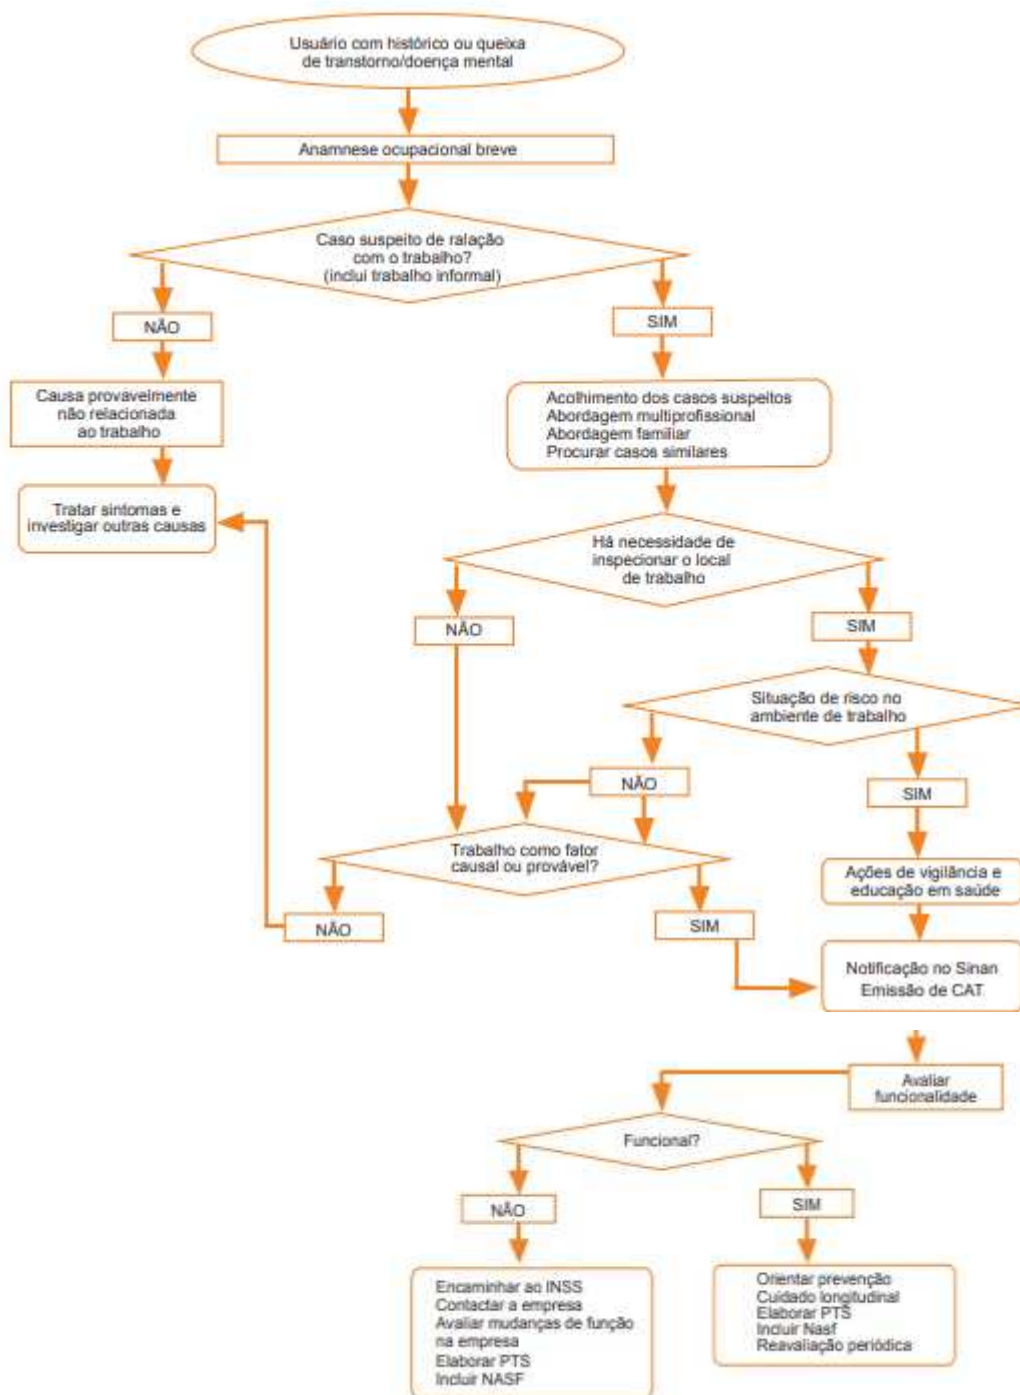 Usuário com histórico ou queixa
de transtorno/doença mental
Anamnese ocupacional breve
Caso suspeito de ralação
com o trabalho?
(inclui trabalho informal)
NÃO
SIM
Causa provavelmente
não relacionada
ao trabalho
Acolhimento dos casos suspeitos
Abordagem multiprofissional
Abordagem familiar
Procurar casos similares
Tratar sintomas e
investigar outras causas
Há necessidade de
inspecionar o local
de trabalho
NÃO
SIM
Situação de risco no
ambiente de trabalho
NÃO
SIM
Trabalho como fator
causal ou provável?
Ações de vigilância e
educação em saúde
NÃO
SIM
Notificação no Sinan
Emissão de CAT
Avaliar
funcionalidade
Funcional?
NÃO
SIM
Encaminhar ao INSS
Contactar a empresa
Avaliar mudanças de função
na empresa
Elaborar PTS
Incluir NASF
Orientar prevenção
Cuidado longitudinal
Elaborar PTS
Incluir Nasf
Reavaliação periódica